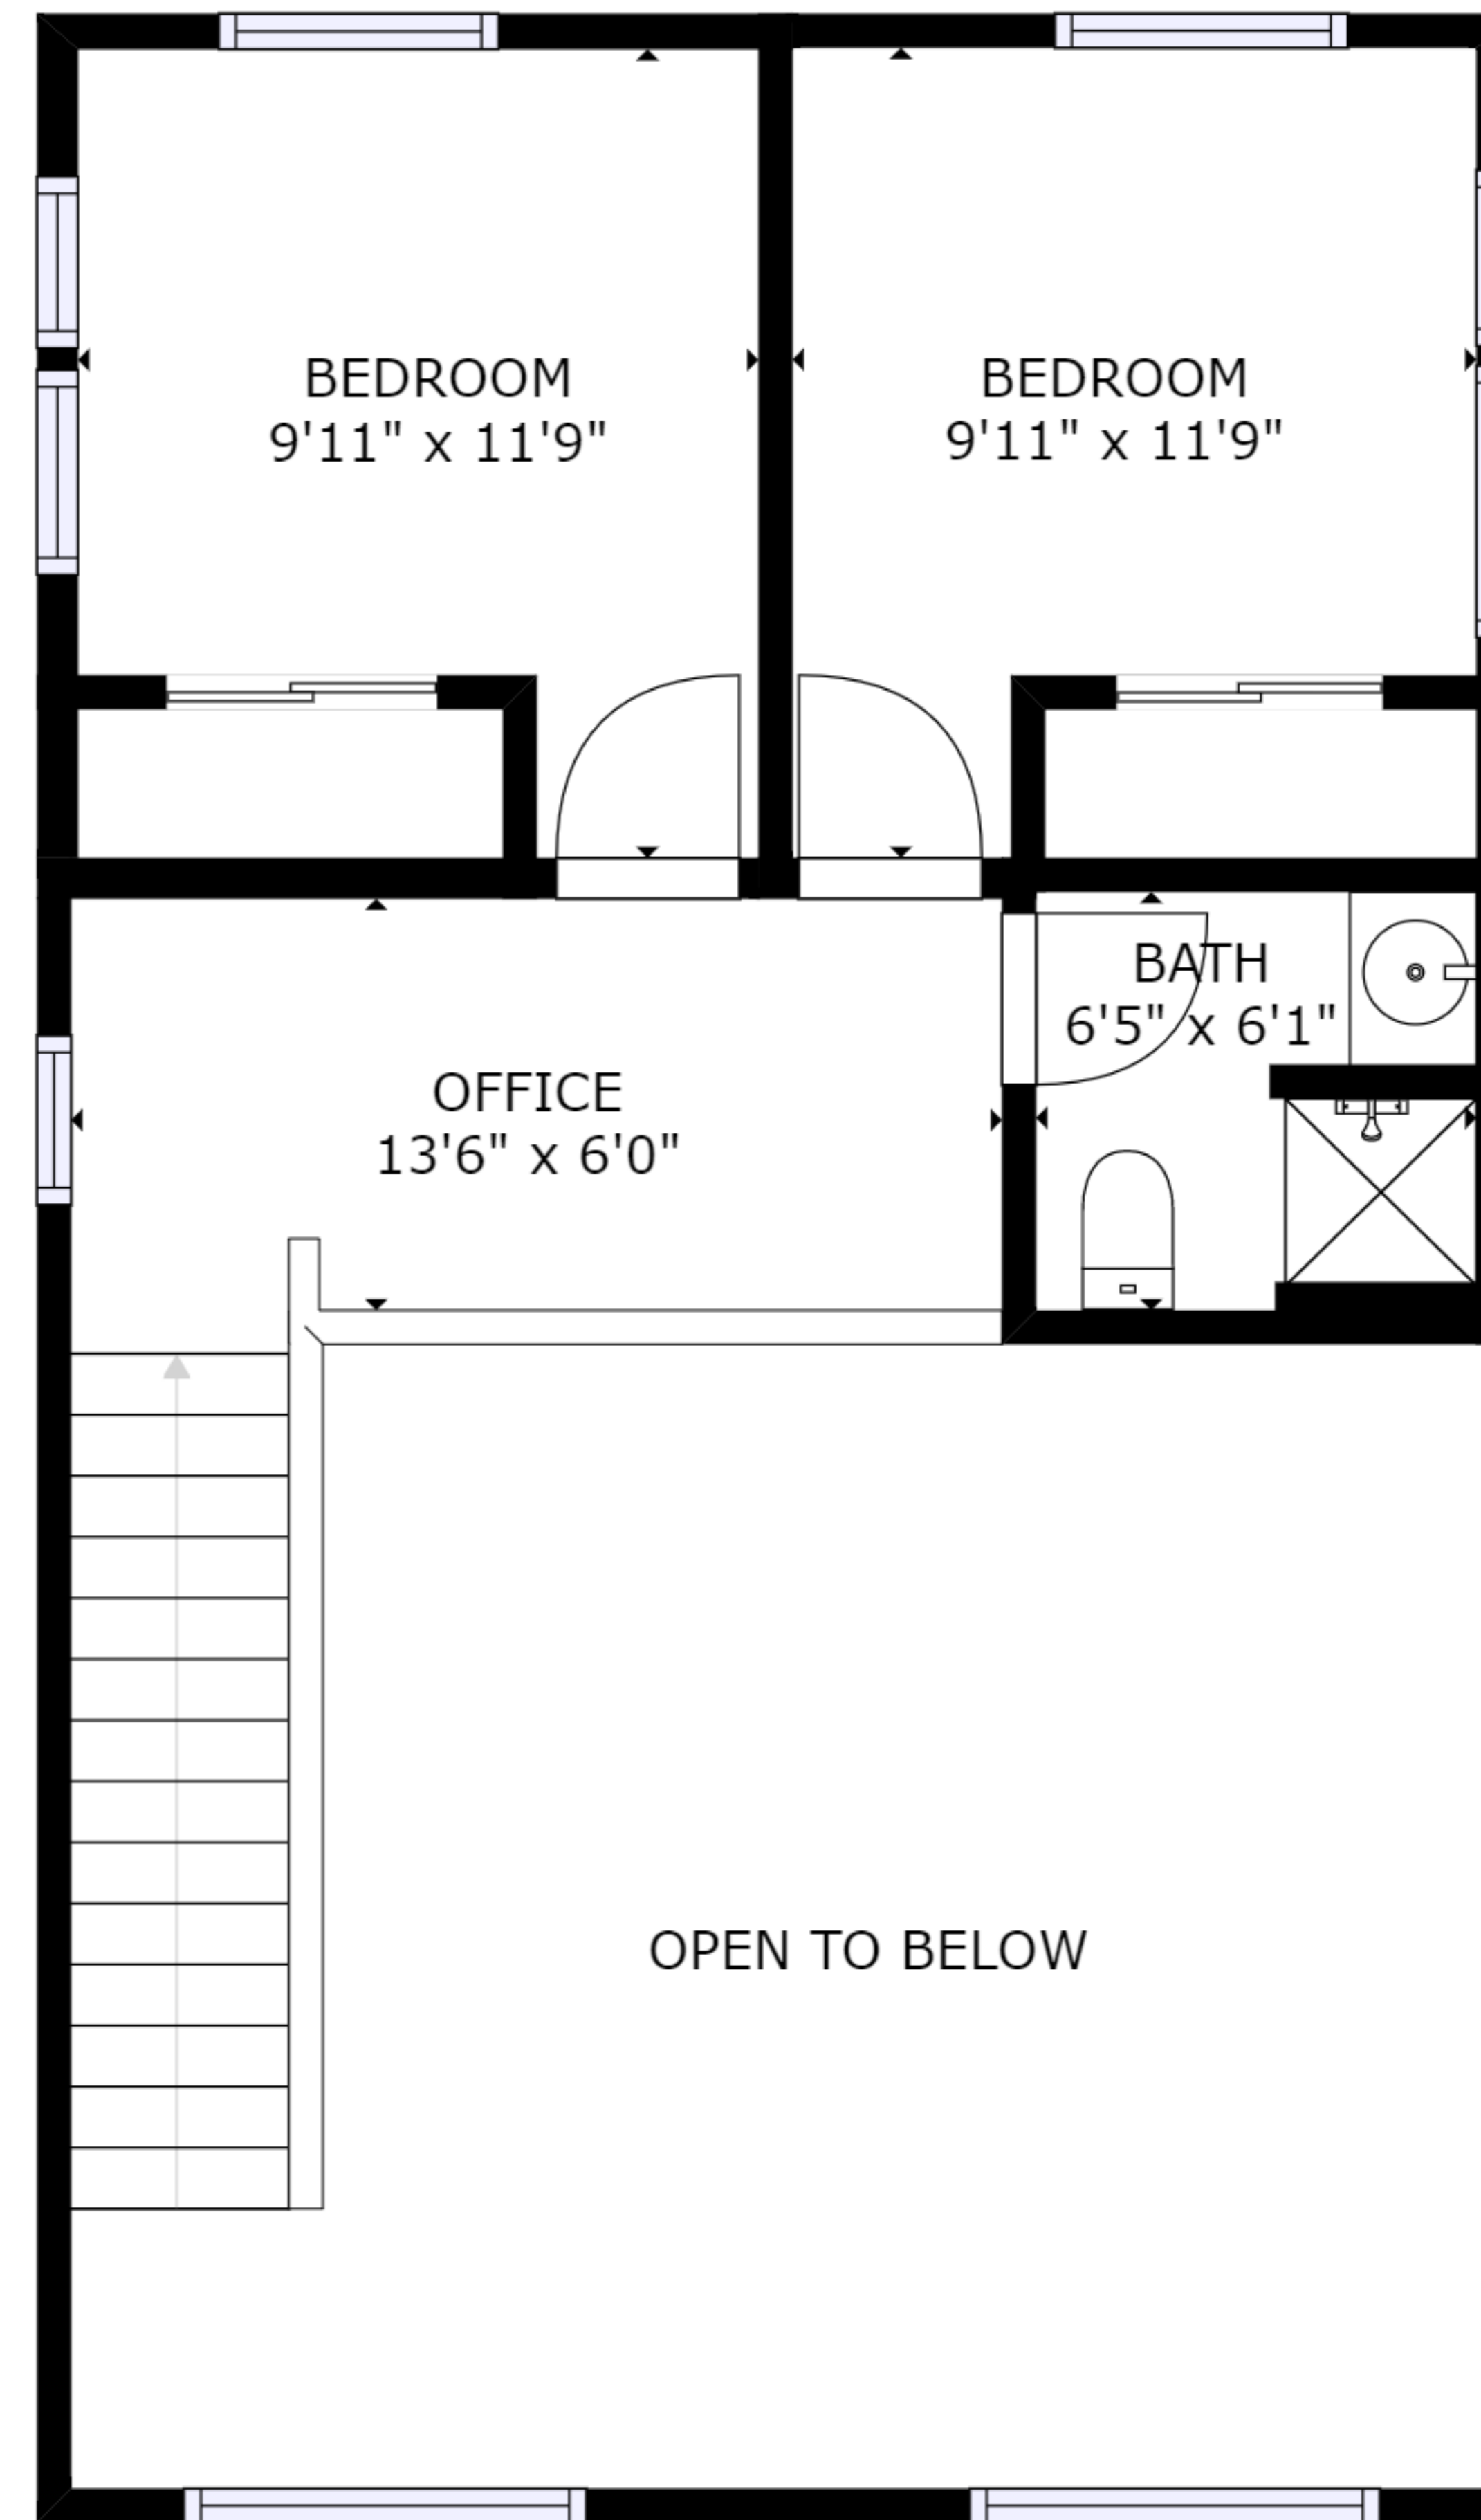 BEDROOM
9'11" x 11'9"
BEDROOM
9'11" x 11'9"
BATH
6'5" x 6'1"
OFFICE
13'6" x 6'0"
OPEN TO BELOW